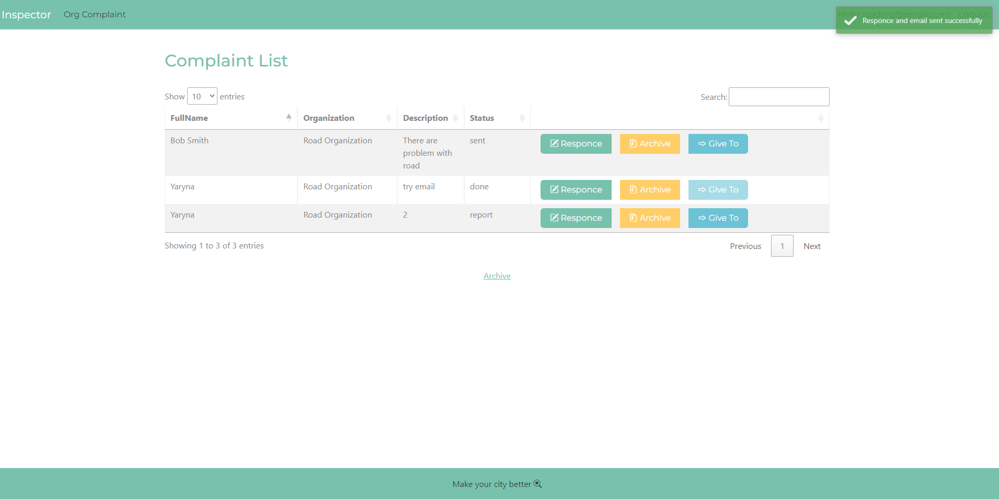 Inspector Org Complaint Hello roadorg@gmail.com! Logout
Responce and email sent successfully
Complaint List
Show 10 entries Search:
FullName Organization Description Status
Bob Smith Road Organization There are sent Responce Archive Give To
problem with
road
Yaryna Road Organization try email done Responce Archive Give To
Yaryna Road Organization 2 report Responce Archive Give To
Showing 1 to 3 of 3 entries Previous 1 Next
Archive
Make your city better